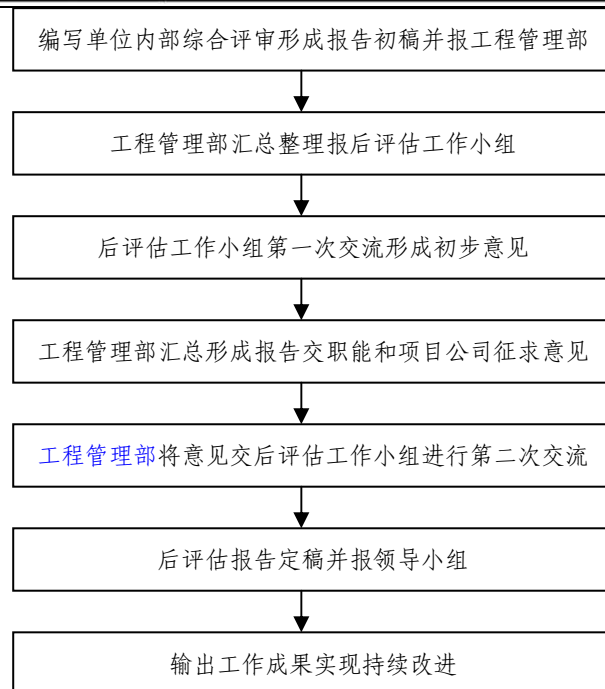 编写单位内部综合评审形成报告初稿并报工程管理部
工程管理部汇总整理报后评估工作小组
后评估工作小组第一次交流形成初步意见
工程管理部汇总形成报告交职能和项目公司征求意见
工程管理部将意见交后评估工作小组进行第二次交流
后评估报告定稿并报领导小组
输出工作成果实现持续改进